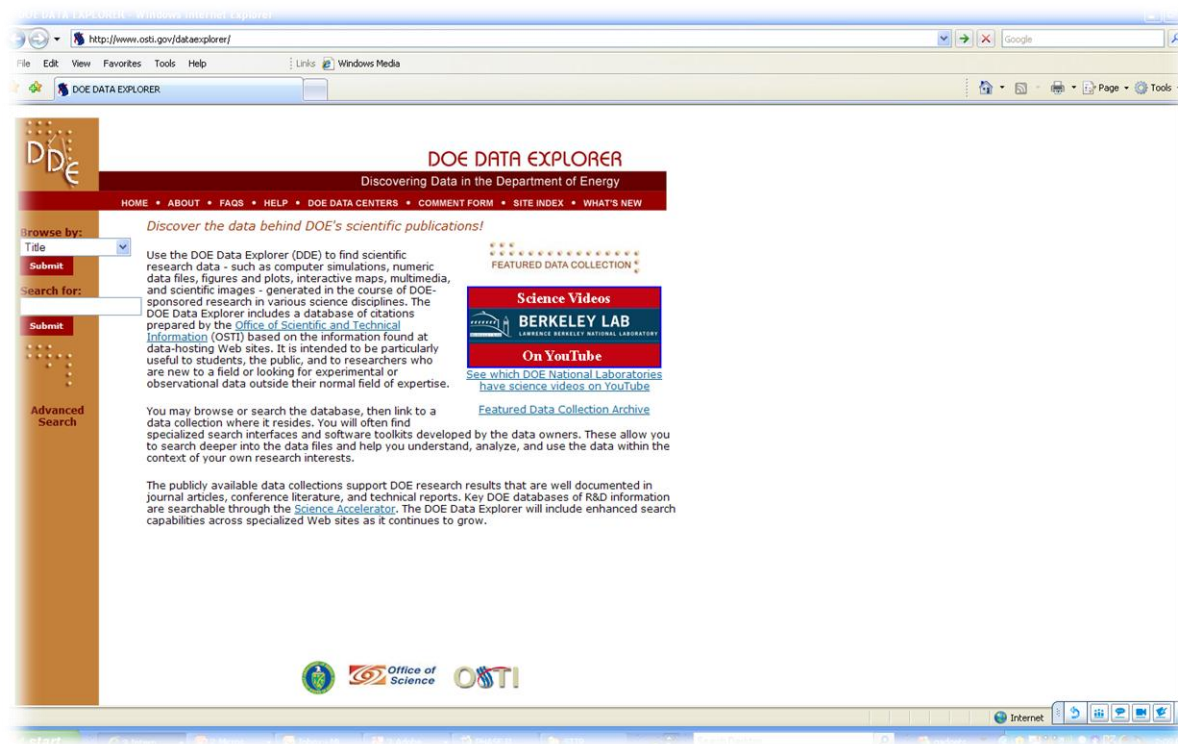 DOE DATA EXPLORER - Windows Internet Explorer
http://www.osti.gov/dataexplorer/
Google
File Edit View Favorites Tools Help
Links Windows Media
DOE DATA EXPLORER
Page Tools
DDE
DOE DATA EXPLORER
Discovering Data in the Department of Energy
HOME • ABOUT • FAQS • HELP • DOE DATA CENTERS • COMMENT FORM • SITE INDEX • WHAT'S NEW
Browse by:
Title
Submit
Search for:
Submit
Advanced
Search
Discover the data behind DOE's scientific publications!
Use the DOE Data Explorer (DDE) to find scientific
research data - such as computer simulations, numeric
data files, figures and plots, interactive maps, multimedia,
and scientific images - generated in the course of DOE-
sponsored research in various science disciplines. The
DOE Data Explorer includes a database of citations
prepared by the Office of Scientific and Technical
Information (OSTI) based on the information found at
data-hosting Web sites. It is intended to be particularly
useful to students, the public, and to researchers who
are new to a field or looking for experimental or
observational data outside their normal field of expertise.
FEATURED DATA COLLECTION
Science Videos
BERKELEY LAB
LAWRENCE BERKELEY NATIONAL LABORATORY
On YouTube
See which DOE National Laboratories
have science videos on YouTube
Featured Data Collection Archive
You may browse or search the database, then link to a
data collection where it resides. You will often find
specialized search interfaces and software toolkits developed by the data owners. These allow you
to search deeper into the data files and help you understand, analyze, and use the data within the
context of your own research interests.
The publicly available data collections support DOE research
results that are well documented in
journal articles, conference literature, and technical reports. Key DOE databases of R&D information
are searchable through the Science Accelerator. The DOE Data Explorer will include enhanced search
capabilities across specialized Web sites as it continues to grow.
Office of
Science
OSTI
Internet
start